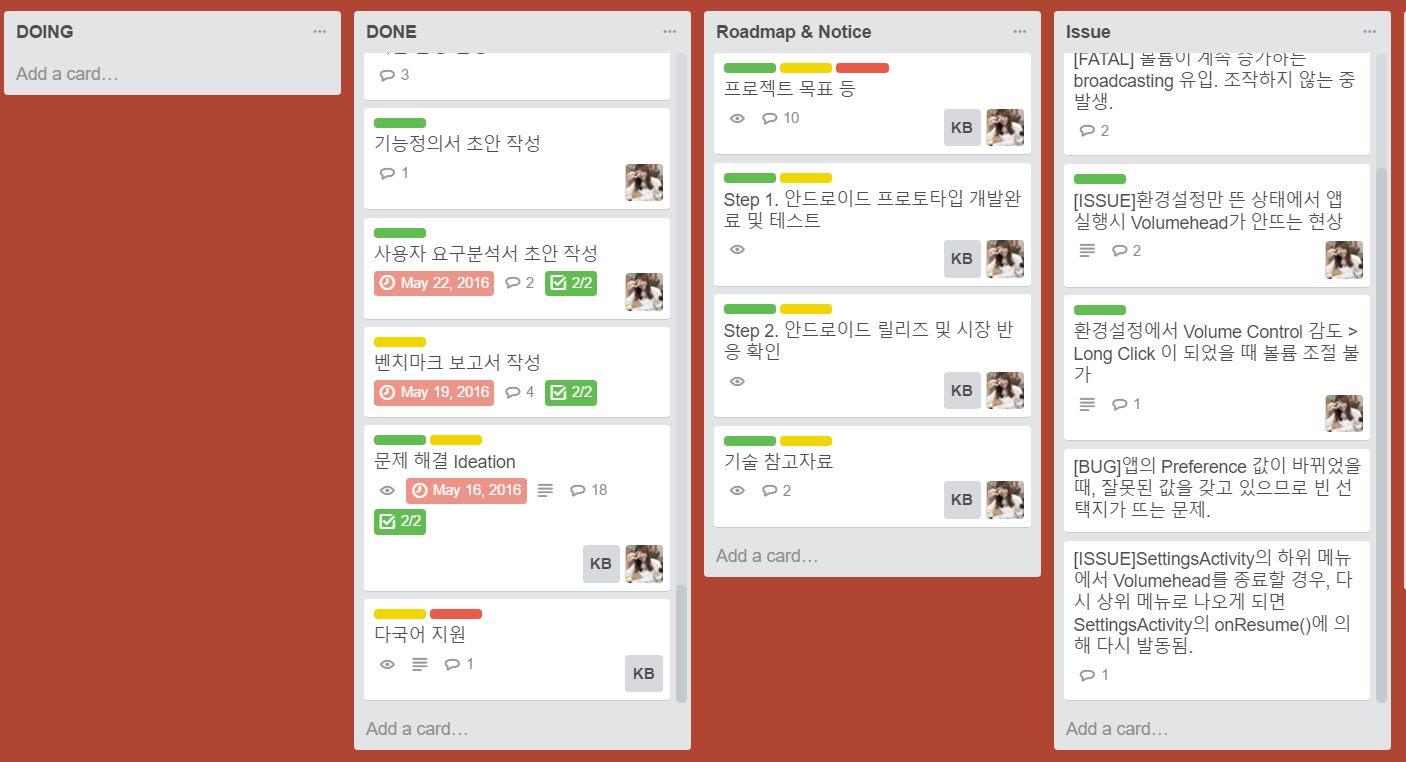 DOING
Add a card…
DONE
3
기능정의서 초안 작성
1
사용자 요구분석서 초안 작성
May 22, 2016
2
2/2
벤치마크 보고서 작성
May 19, 2016
4
2/2
문제 해결 Ideation
May 16, 2016
18
2/2
KB
다국어 지원
1
KB
Add a card…
Roadmap & Notice
프로젝트 목표 등
10
KB
Step 1. 안드로이드 프로토타입 개발완
료 및 테스트
KB
Step 2. 안드로이드 릴리즈 및 시장 반
응 확인
KB
기술 참고자료
2
KB
Add a card…
Issue
[FATAL] 볼륨이 계속 증가하는
broadcasting 유입. 조작하지 않는 중
발생.
2
[ISSUE]환경설정만 뜬 상태에서 앱
실행시 Volumehead가 안뜨는 현상
2
환경설정에서 Volume Control 감도 >
Long Click 이 되었을 때 볼륨 조절 불
가
1
[BUG]앱의 Preference 값이 바뀌었을
때, 잘못된 값을 갖고 있으므로 빈 선
택지가 뜨는 문제.
[ISSUE]SettingsActivity의 하위 메뉴
에서 Volumehead를 종료할 경우, 다
시 상위 메뉴로 나오게 되면
SettingsActivity의 onResume()에 의
해 다시 발동됨.
1
Add a card…